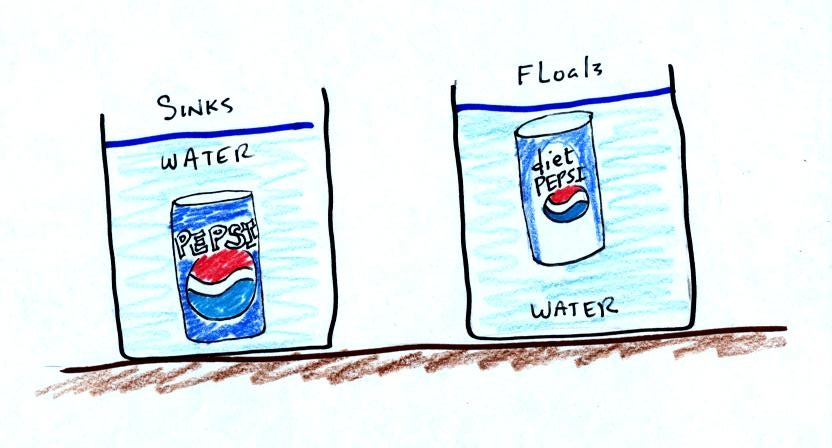 SINKS
WATER
PEPSI
FLoats
diet
PEPSI
WATER